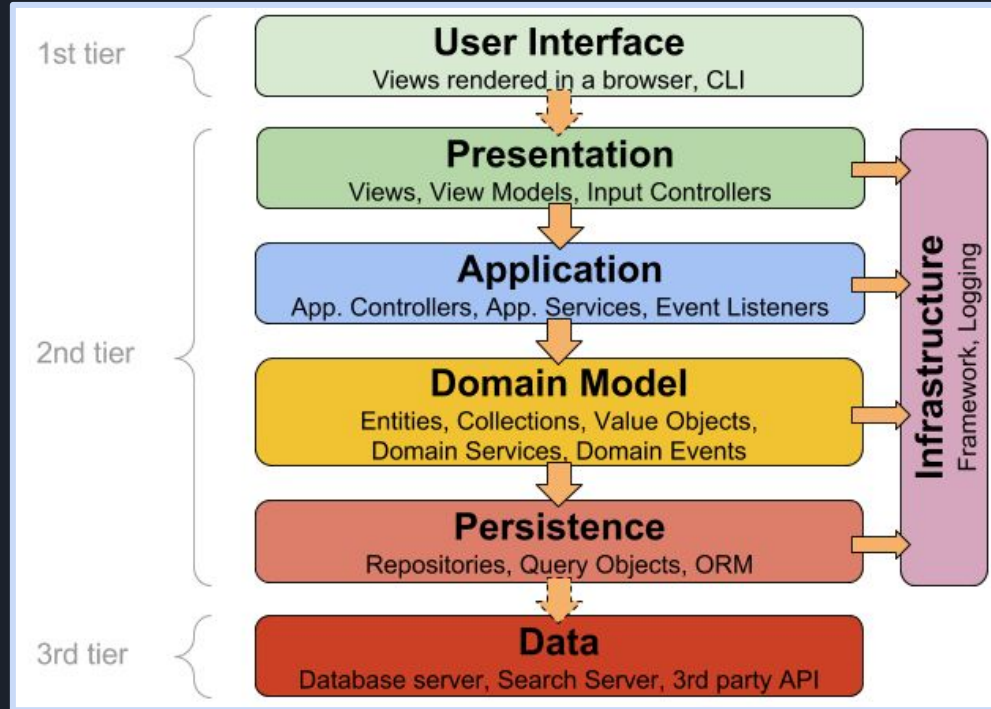 1st tier
User Interface
Views rendered in a browser, CLI
2nd tier
Presentation
Views, View Models, Input Controllers
Application
App. Controllers, App. Services, Event Listeners
Domain Model
Entities, Collections, Value Objects,
Domain Services, Domain Events
Persistence
Repositories, Query Objects, ORM
Infrastructure
Framework, Logging
3rd tier
Data
Database server, Search Server, 3rd party API